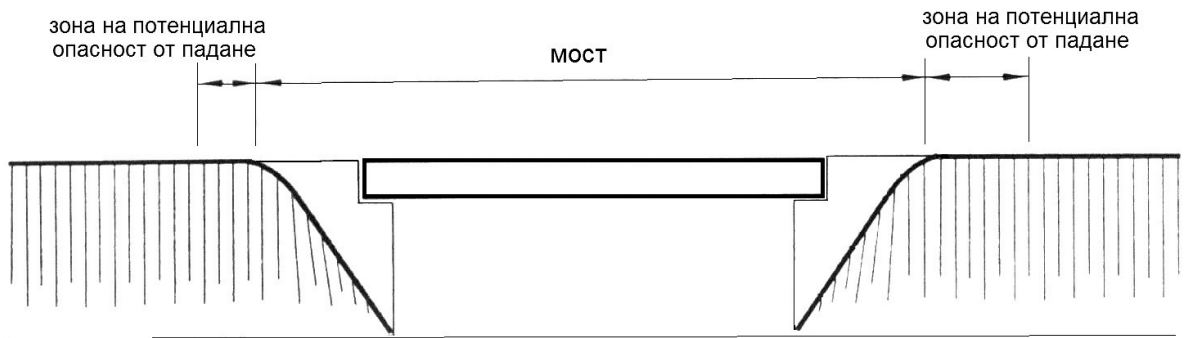 зона на потенциална
опасност от падане
мост
зона на потенциална
опасност от падане